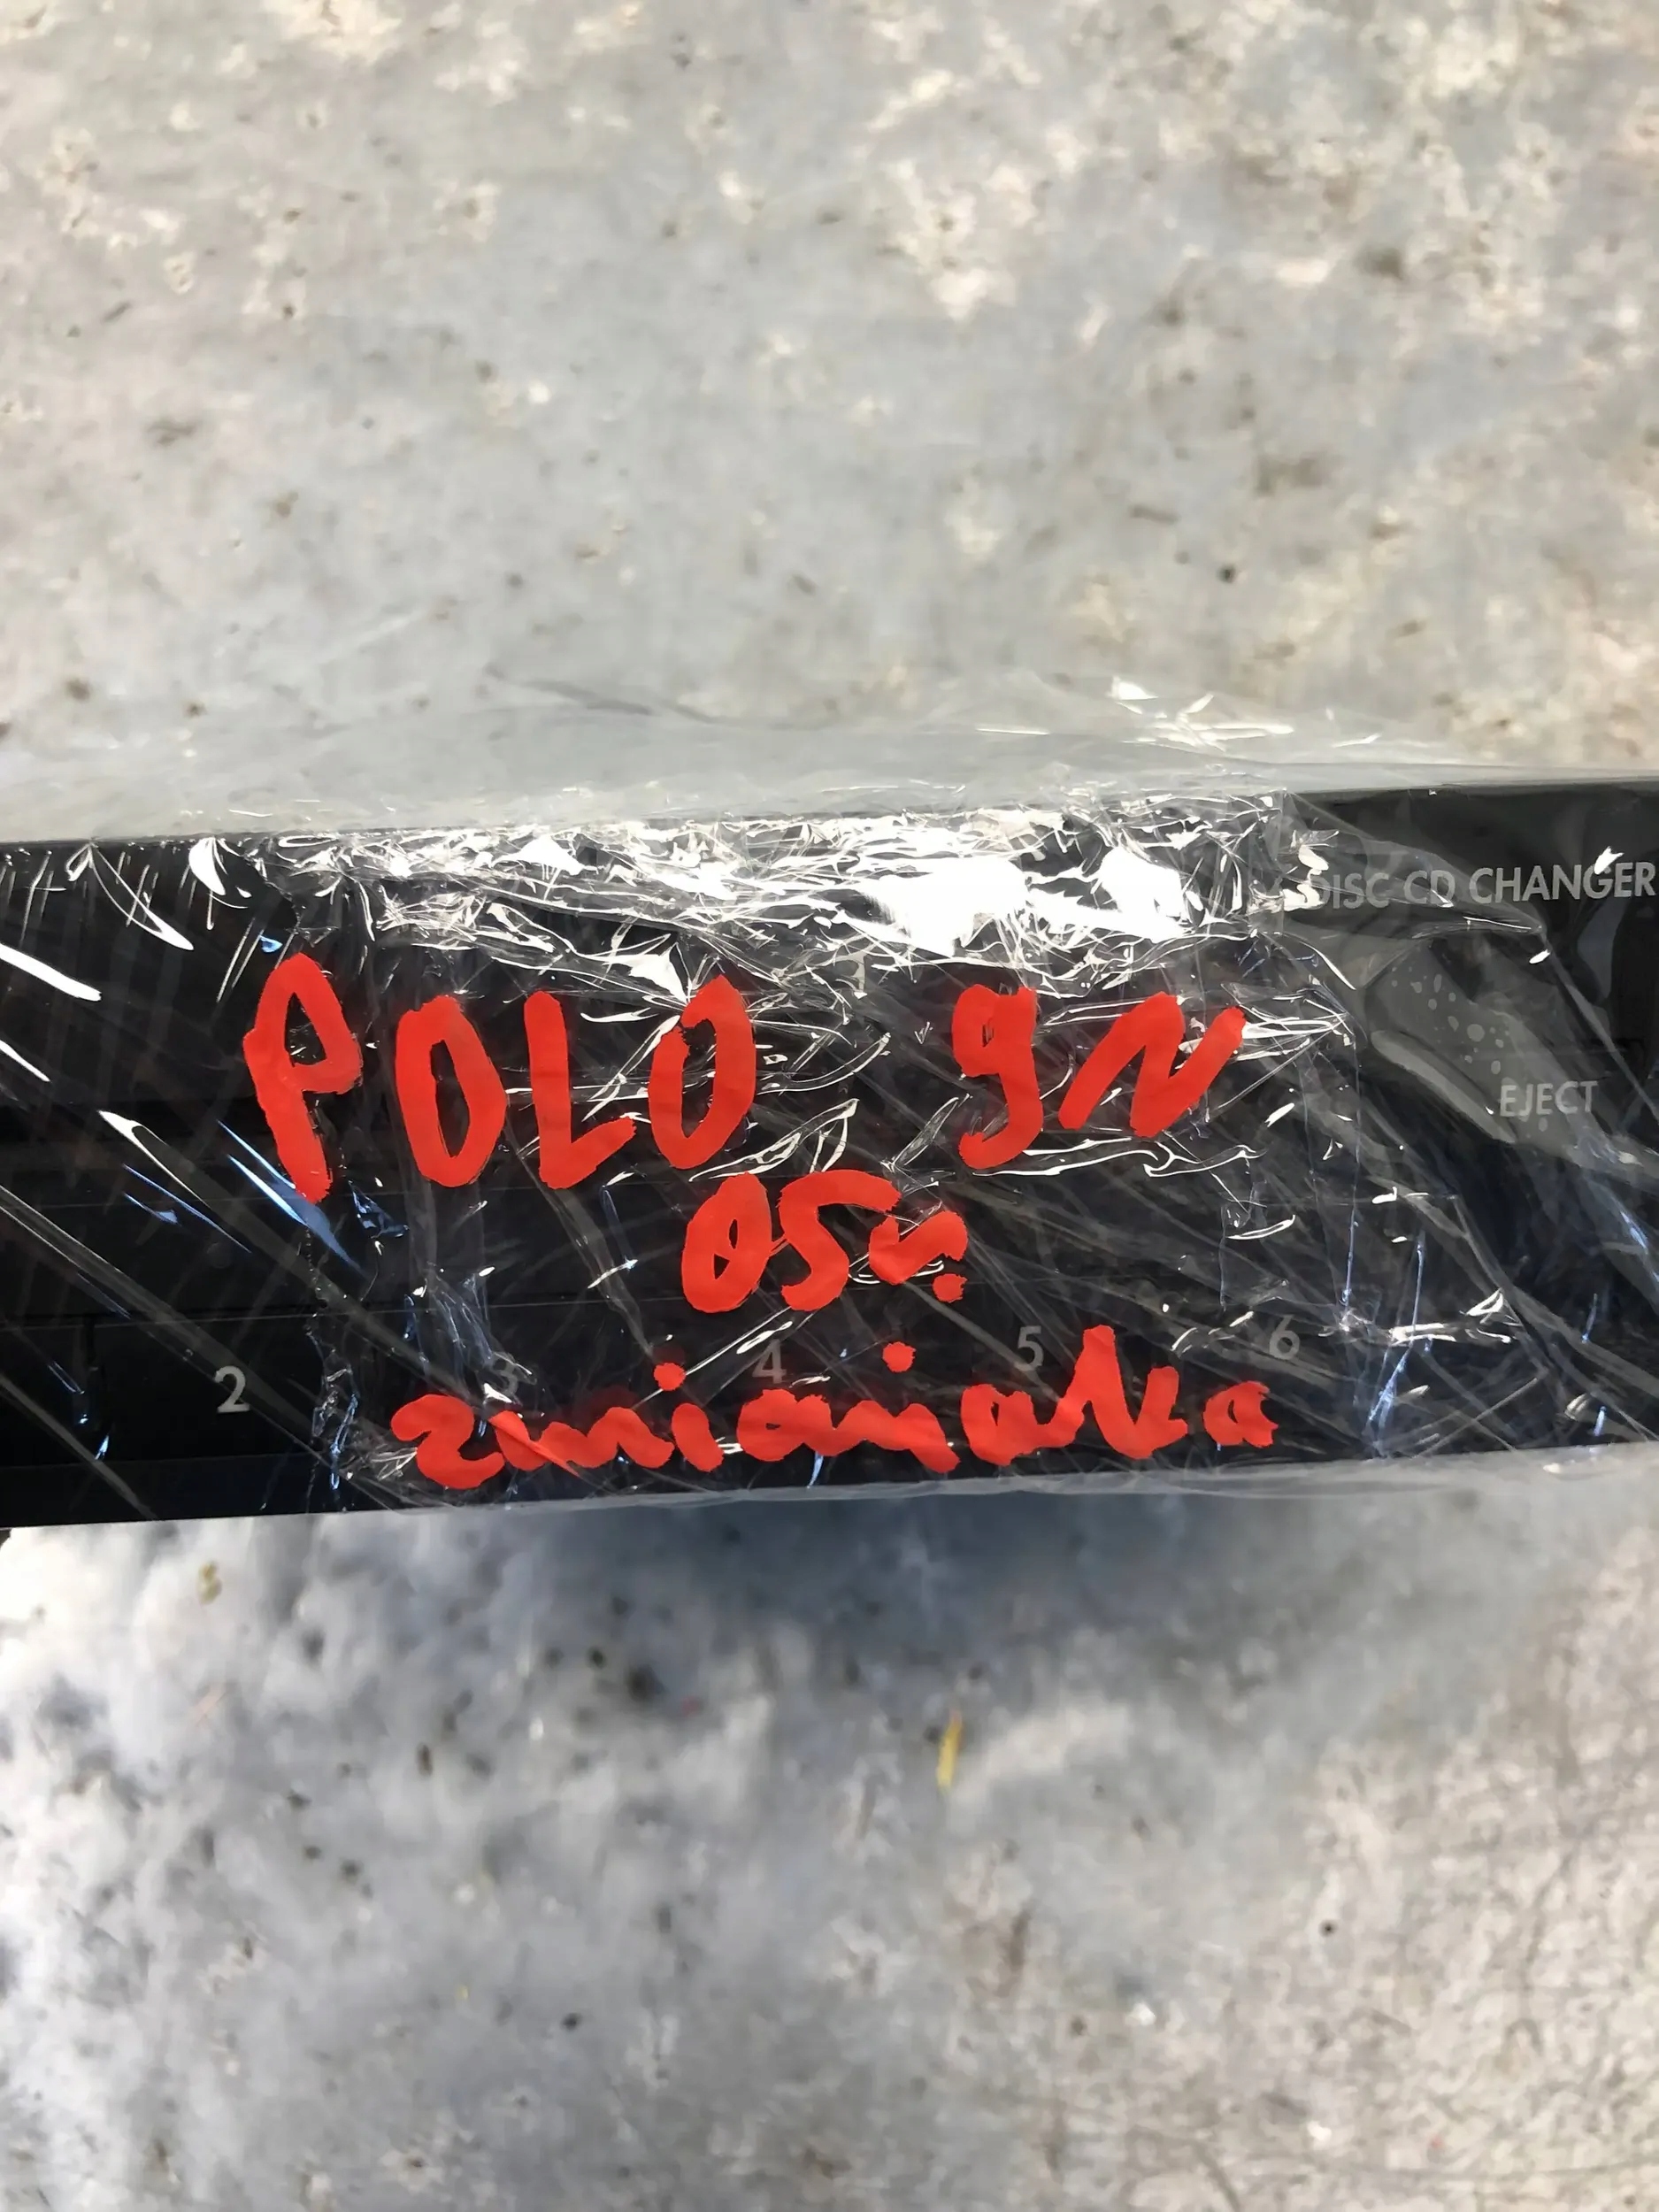 DISC CD CHANGER
POLO 9N
EJECT
05r.
2 3 4 5 6
zmieniarka